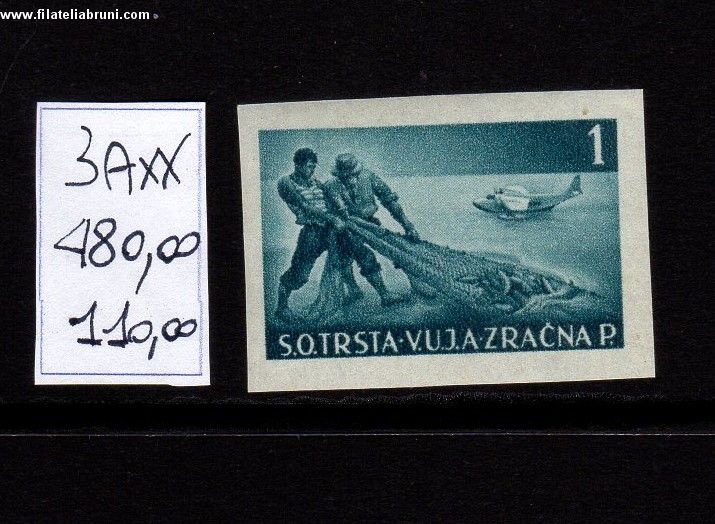 www.filateliabruni.com
3Axx
480,00
110,00
1
S.O.TRSTA·V.U.J.A·ZRAČNA P.